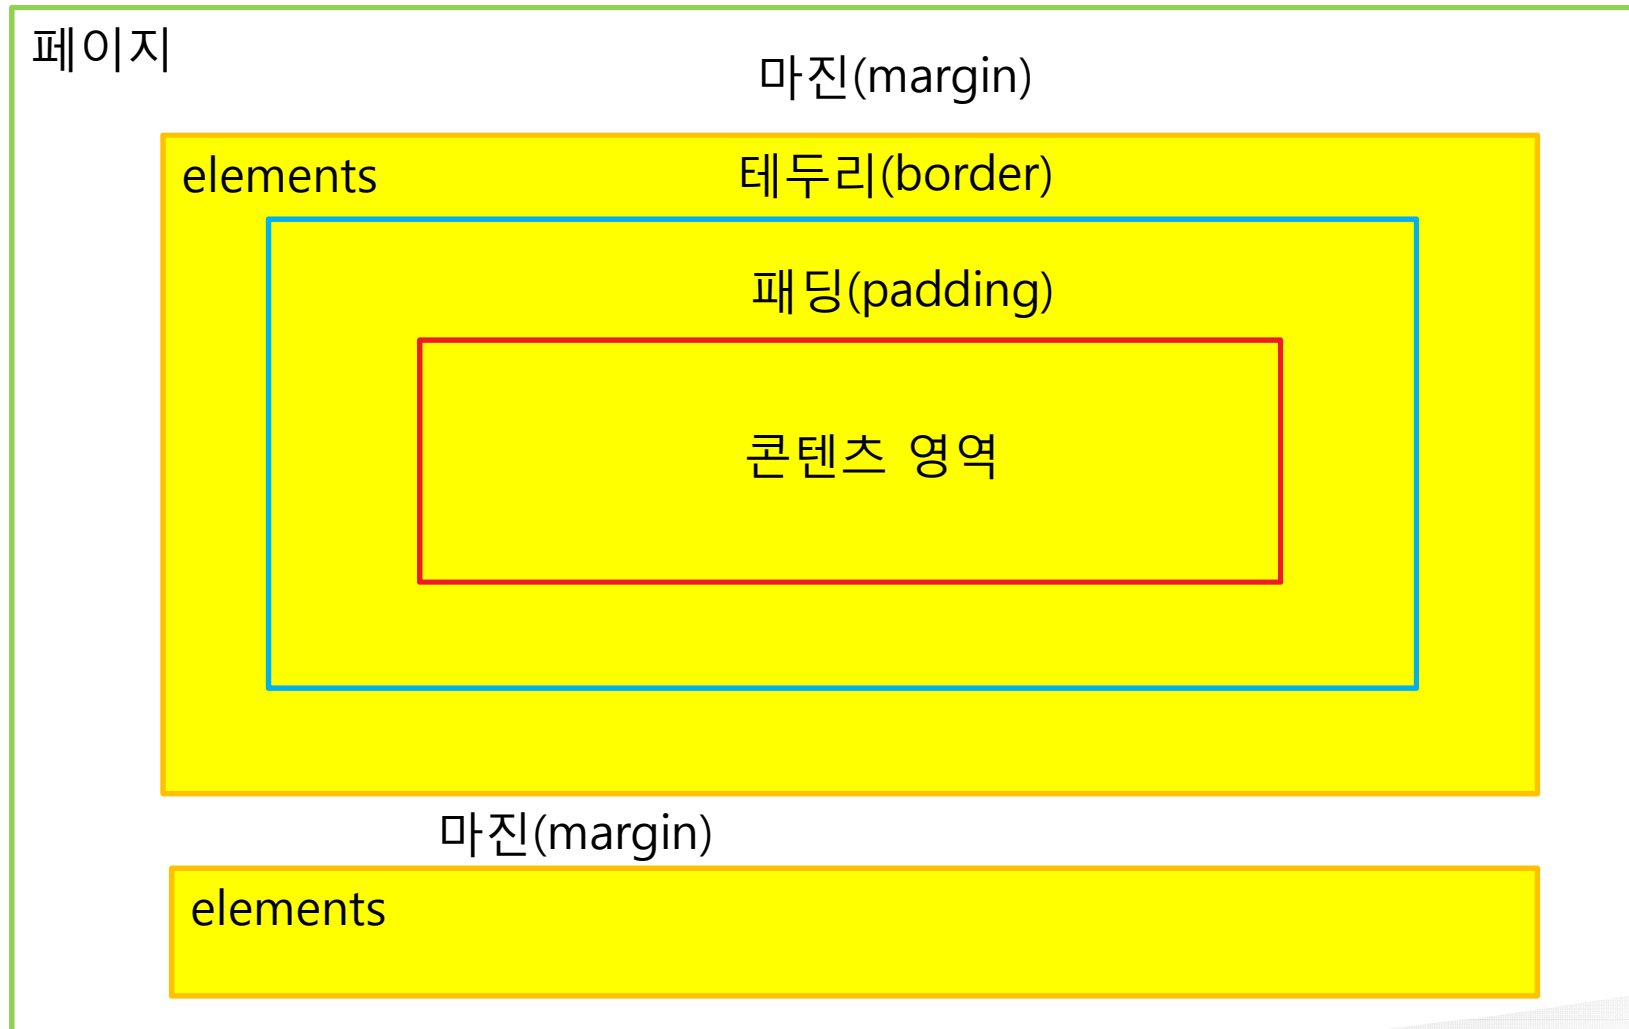 페이지
마진(margin)
elements
테두리(border)
패딩(padding)
콘텐츠 영역
마진(margin)
elements